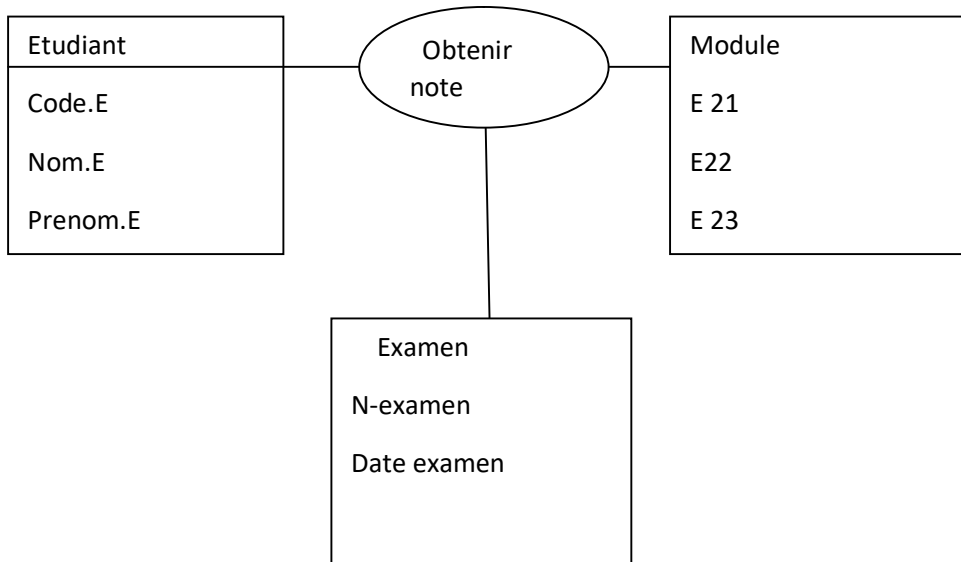 Etudiant
Code.E
Nom.E
Prenom.E
Obtenir
note
Module
E 21
E22
E 23
Examen
N-examen
Date examen